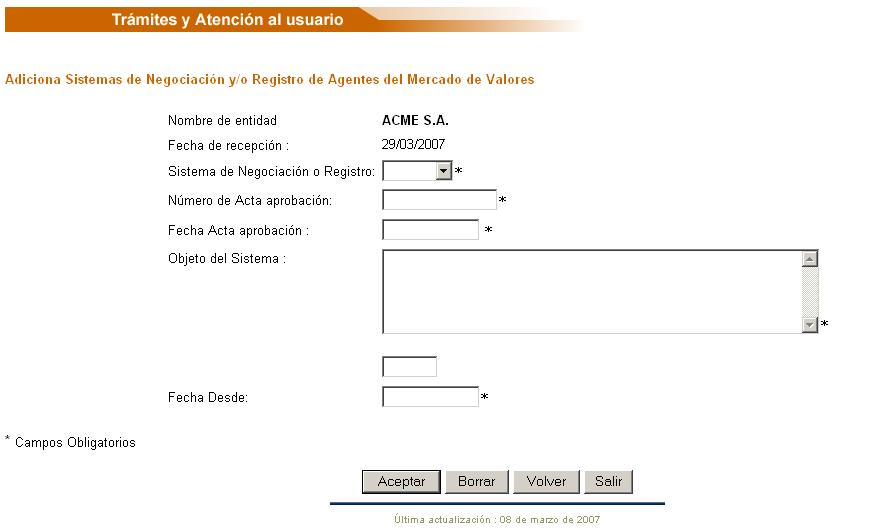 Trámites y Atención al usuario
Adiciona Sistemas de Negociación y/o Registro de Agentes del Mercado de Valores
Nombre de entidad ACME S.A.
Fecha de recepción : 29/03/2007
Sistema de Negociación o Registro: *
Número de Acta aprobación: *
Fecha Acta aprobación : *
Objeto del Sistema :
*
Fecha Desde: *
* Campos Obligatorios
Aceptar Borrar Volver Salir
Última actualización : 08 de marzo de 2007